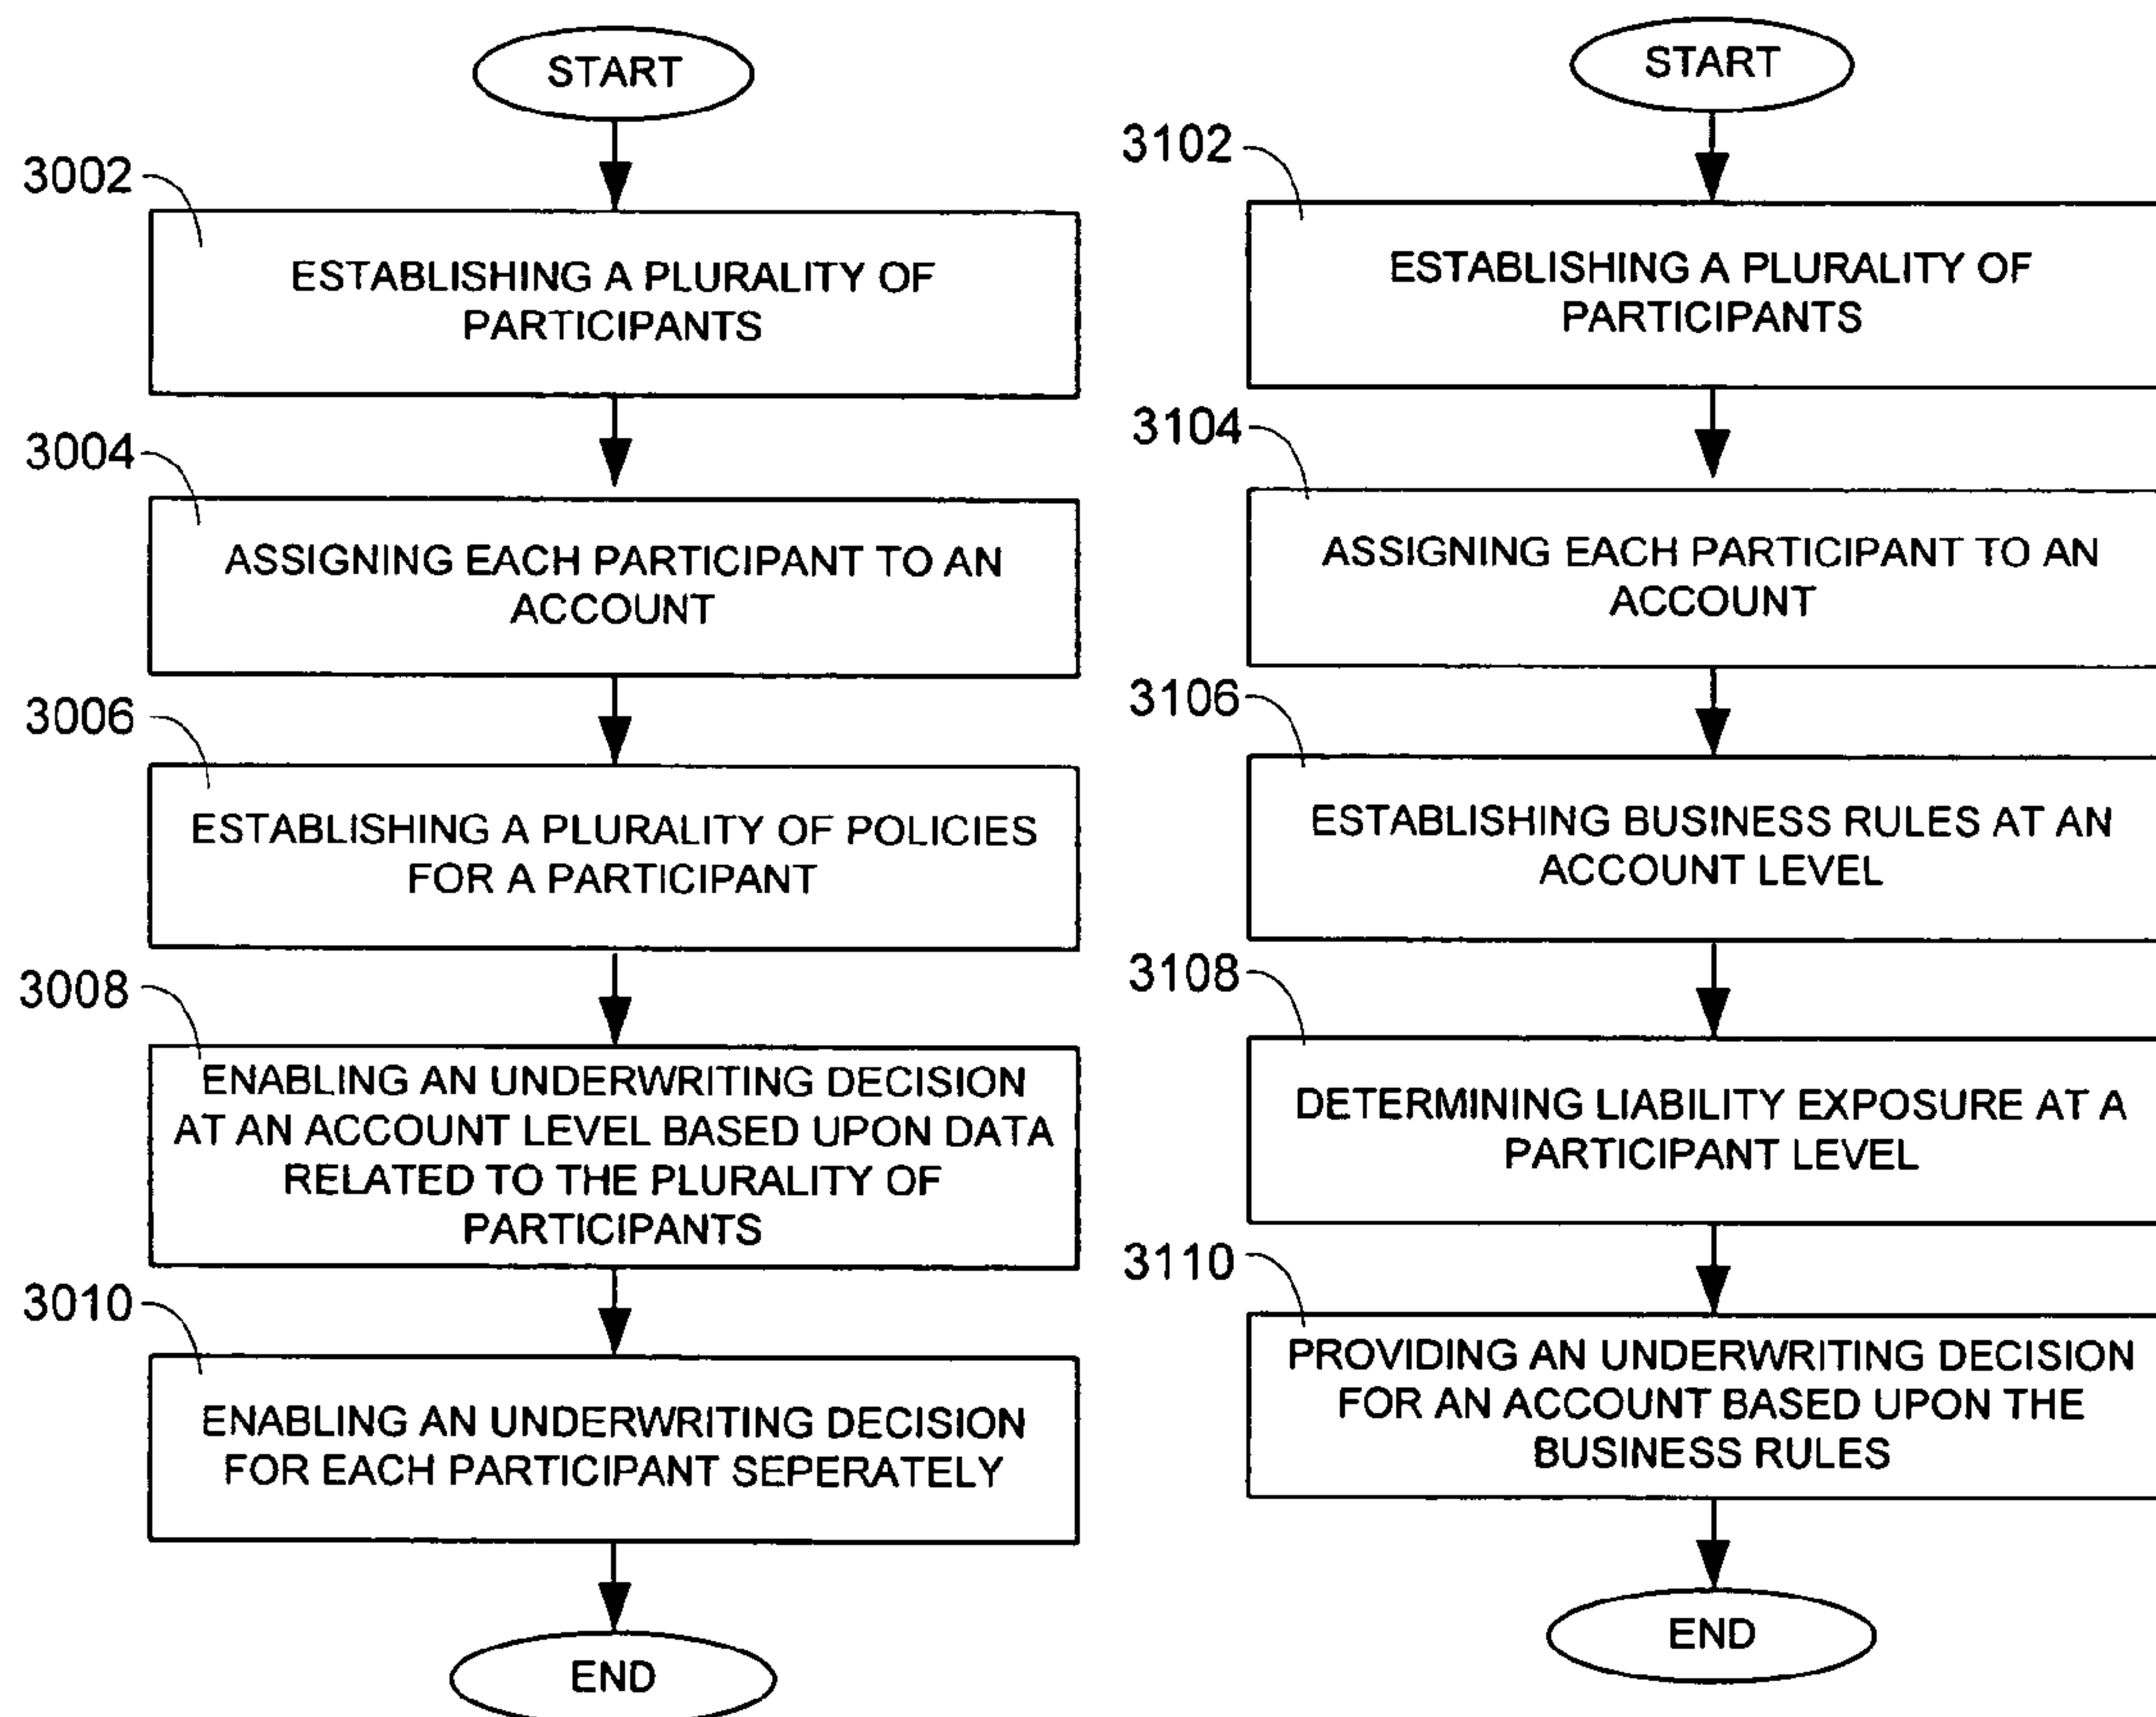 START
3002
ESTABLISHING A PLURALITY OF
PARTICIPANTS
3004
ASSIGNING EACH PARTICIPANT TO AN
ACCOUNT
3006
ESTABLISHING A PLURALITY OF POLICIES
FOR A PARTICIPANT
3008
ENABLING AN UNDERWRITING DECISION
AT AN ACCOUNT LEVEL BASED UPON DATA
RELATED TO THE PLURALITY OF
PARTICIPANTS
3010
ENABLING AN UNDERWRITING DECISION
FOR EACH PARTICIPANT SEPERATELY
END
START
3102
ESTABLISHING A PLURALITY OF
PARTICIPANTS
3104
ASSIGNING EACH PARTICIPANT TO AN
ACCOUNT
3106
ESTABLISHING BUSINESS RULES AT AN
ACCOUNT LEVEL
3108
DETERMINING LIABILITY EXPOSURE AT A
PARTICIPANT LEVEL
3110
PROVIDING AN UNDERWRITING DECISION
FOR AN ACCOUNT BASED UPON THE
BUSINESS RULES
END